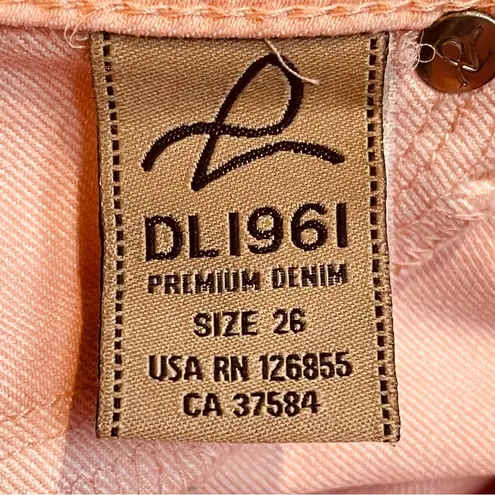 DL1961
PREMIUM DENIM
SIZE 26
USA RN 126855
CA 37584